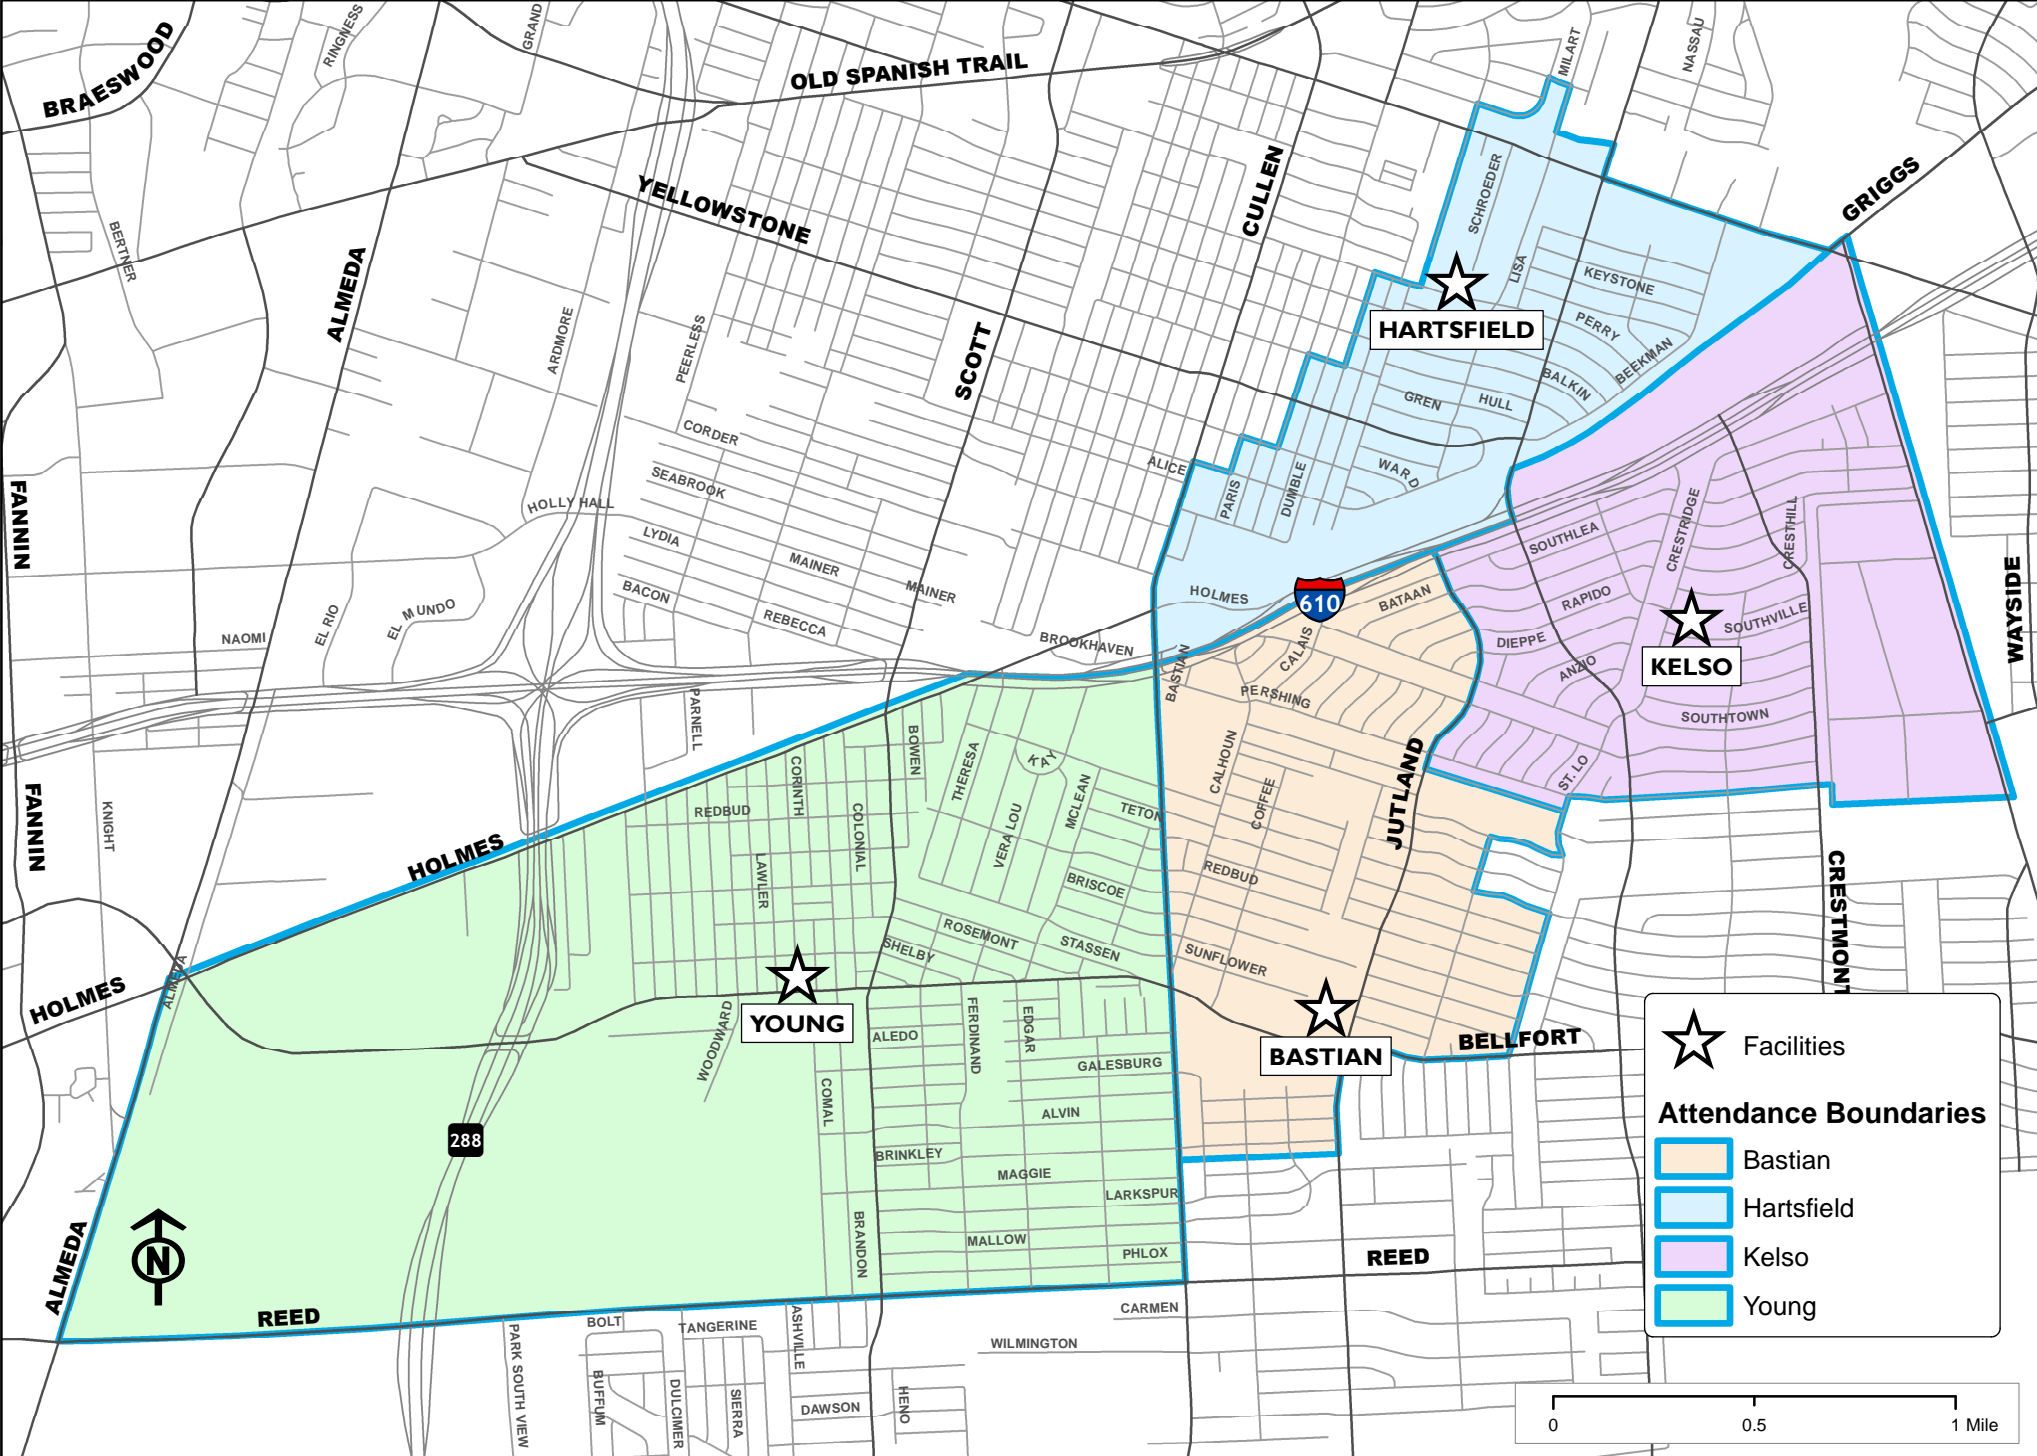 BRAESWOOD
RINGNESS
GRAND
OLD SPANISH TRAIL
MILART
NASSAU
GRIGGS
BERTNER
YELLOWSTONE
CULLEN
SCHROEDER
LISA
KEYSTONE
ALMEDA
ARDMORE
PEERLESS
SCOTT
HARTSFIELD
PERRY
BEEKMAN
BALKIN
GREN
HULL
CORDER
SEABROOK
ALICE
PARIS
DUMBLE
WARD
FANNIN
HOLLY HALL
LYDIA
MAINER
MAINER
BACON
REBECCA
BROOKHAVEN
HOLMES
610
BATAAN
SOUTHLEA
CRESTRIDGE
CRESTHILL
RAPIDO
DIEPPE
ANZIO
SOUTHVILLE
KELSO
SOUTHTOWN
ST. LO
WAYSIDE
NAOMI
EL RIO
EL MUNDO
BASTIAN
CALAIS
PERSHING
PARNELL
BOWEN
THERESA
KAY
CORINTH
COLONIAL
REDBUD
LAWLER
VERA LOU
MCLEAN
TETON
CALHOUN
COFFEE
JUTLAND
FANNIN
KNIGHT
HOLMES
BRISCOE
REDBUD
CRESTMONT
ROSEMONT
SHELBY
STASSEN
SUNFLOWER
HOLMES
ALMEDA
YOUNG
WOODWARD
ALEDO
FERDINAND
EDGAR
GALESBURG
BASTIAN
BELLFORT
COMAL
ALVIN
288
BRINKLEY
MAGGIE
LARKSPUR
BRANDON
MALLOW
PHLOX
REED
ALMEDA
N
REED
BOLT
TANGERINE
ASHVILLE
CARMEN
WILMINGTON
PARK SOUTH VIEW
BUFFUM
DULCIMER
SIERRA
DAWSON
HENO
Facilities
Attendance Boundaries
Bastian
Hartsfield
Kelso
Young
0 0.5 1 Mile